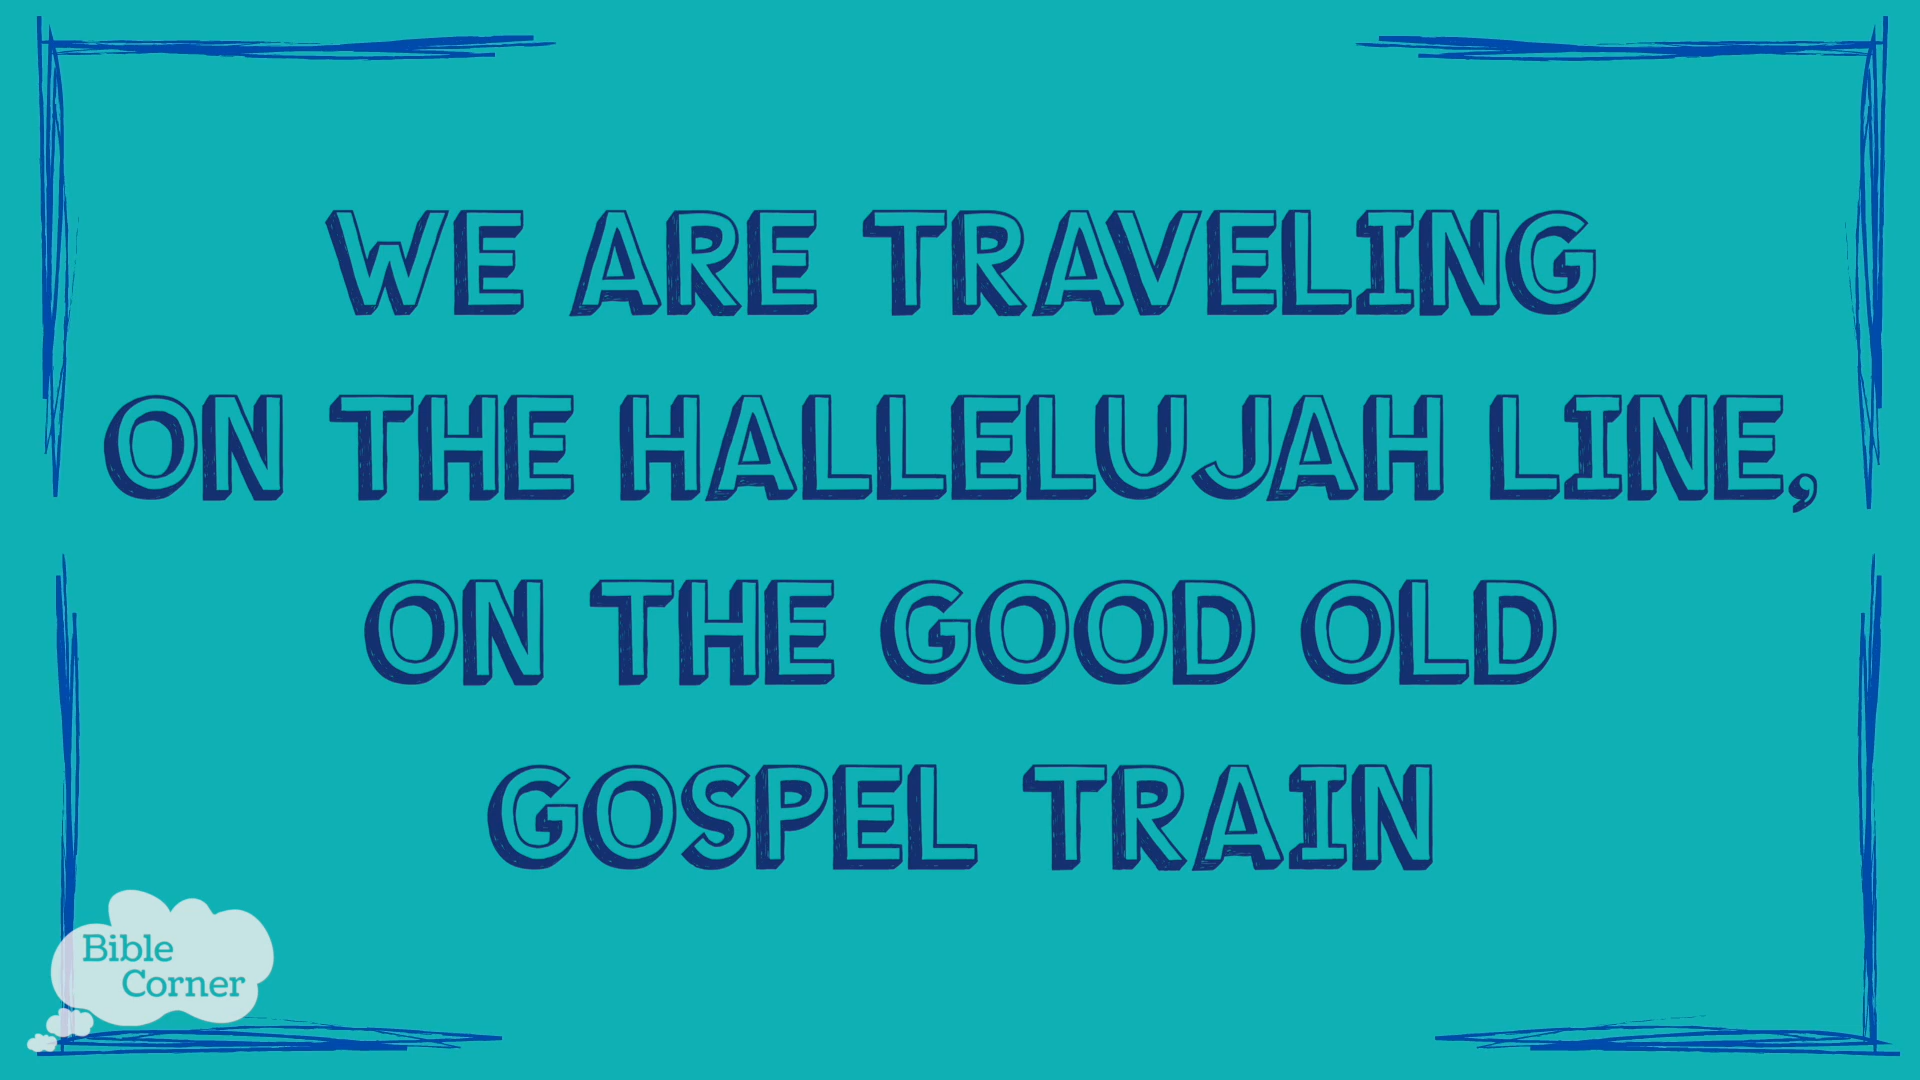 WE ARE TRAVELING
ON THE HALLELUJAH LINE,
ON THE GOOD OLD
GOSPEL TRAIN
Bible
Corner